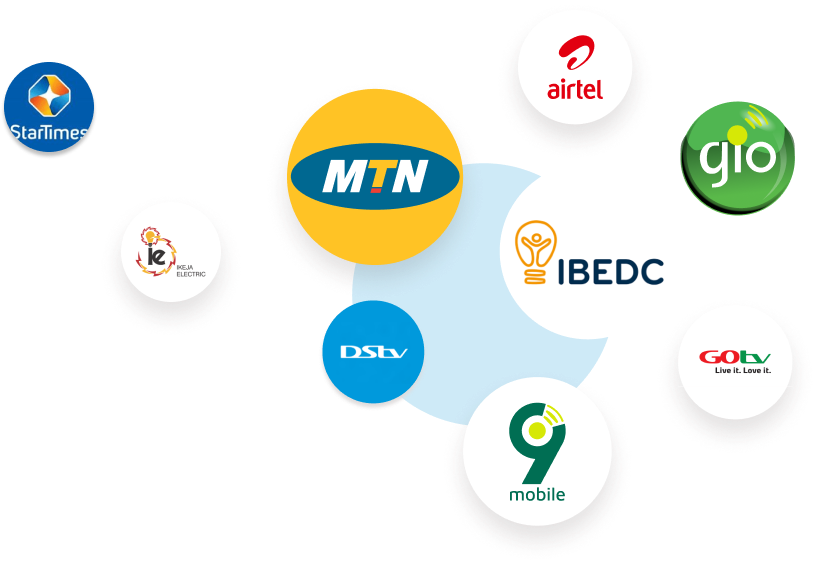 airtel
StarTimes
MTN
glo
ie
IKEJA
ELECTRIC
IBEDC
DStv
GOtv
Live it. Love it.
9
mobile